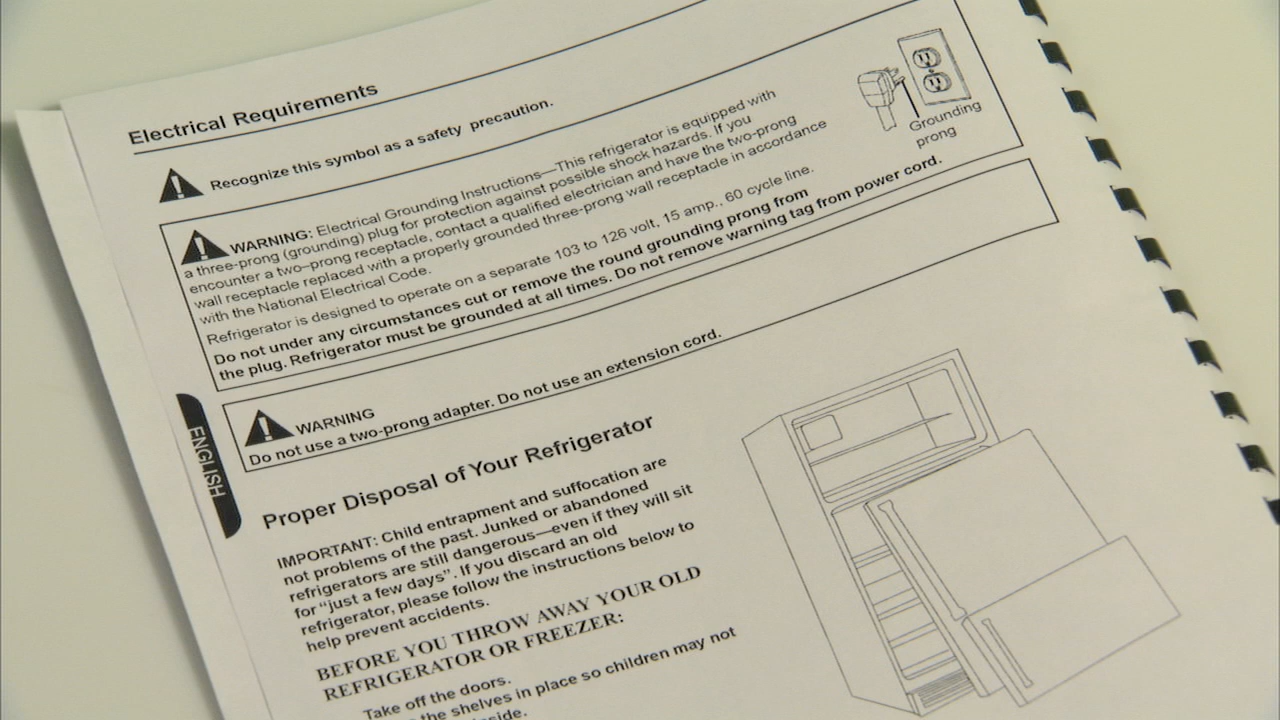 Electrical Requirements
Recognize this symbol as a safety precaution.
WARNING: Electrical Grounding Instructions—This refrigerator is equipped with
a three-prong (grounding) plug for protection against possible shock hazards. If you
encounter a two–prong receptacle, contact a qualified electrician and have the two-prong
wall receptacle replaced with a properly grounded three-prong wall receptacle in accordance
with the National Electrical Code.
Refrigerator is designed to operate on a separate 103 to 126 volt, 15 amp., 60 cycle line.
Do not under any circumstances cut or remove the round grounding prong from
the plug. Refrigerator must be grounded at all times. Do not remove warning tag from power cord.
Grounding
prong
WARNING
Do not use a two-prong adapter. Do not use an extension cord.
ENGLISH
Proper Disposal of Your Refrigerator
IMPORTANT: Child entrapment and suffocation are
not problems of the past. Junked or abandoned
refrigerators are still dangerous—even if they will sit
for “just a few days”. If you discard an old
refrigerator, please follow the instructions below to
help prevent accidents.
BEFORE YOU THROW AWAY YOUR OLD
REFRIGERATOR OR FREEZER:
Take off the doors.
the shelves in place so children may not
inside.